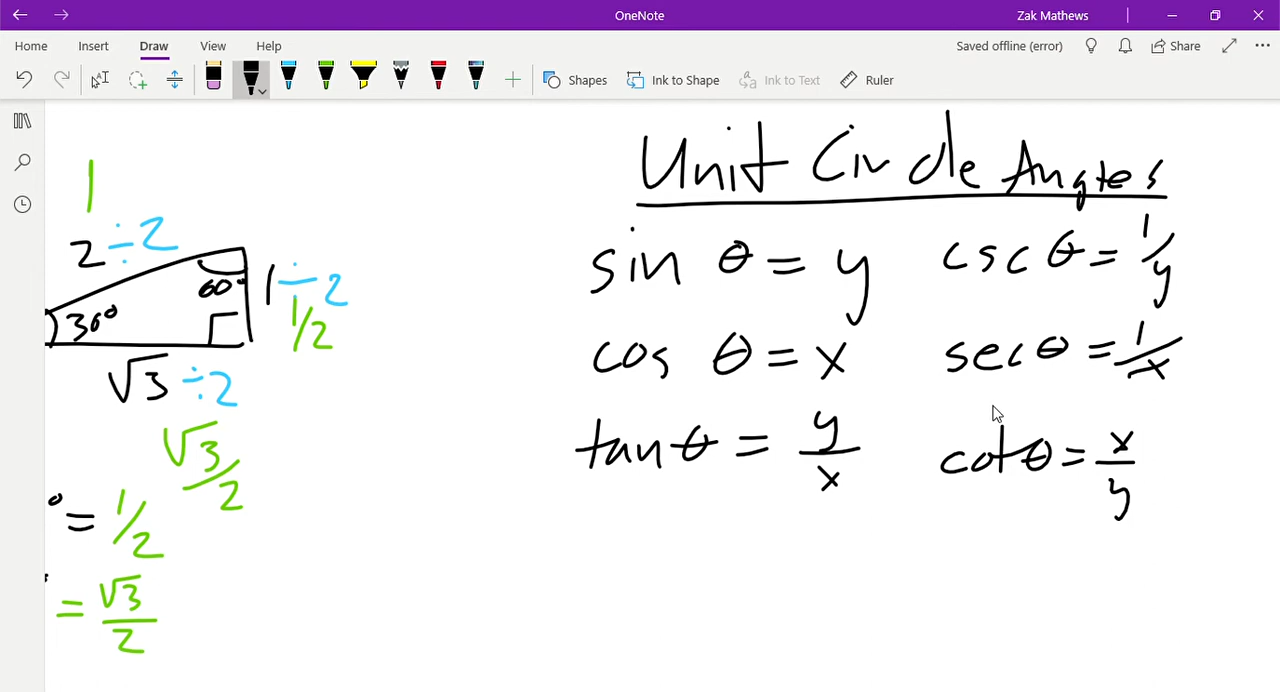 OneNote
Zak Mathews
Home Insert Draw View Help
Saved offline (error)
Share
Shapes
Ink to Shape
Ink to Text
Ruler
Unit Circle Angles
sin θ = y csc θ = 1/y
cos θ = x sec θ = 1/x
tan θ = y/x cot θ = x/y
1
2 ÷2
60°
1 ÷2
30°
1/2
√3 ÷2
√3/2
° = 1/2
= √3/2